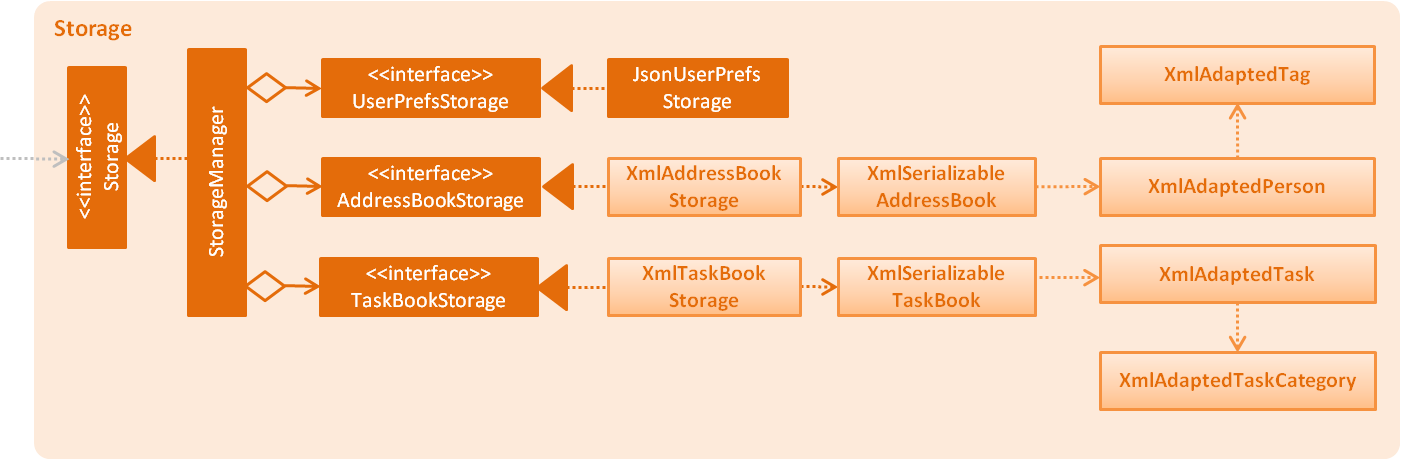 Storage
<<interface>>
Storage
StorageManager
<<interface>>
UserPrefsStorage
JsonUserPrefs
Storage
XmlAdaptedTag
<<interface>>
AddressBookStorage
XmlAddressBook
Storage
XmlSerializable
AddressBook
XmlAdaptedPerson
<<interface>>
TaskBookStorage
XmlTaskBook
Storage
XmlSerializable
TaskBook
XmlAdaptedTask
XmlAdaptedTaskCategory